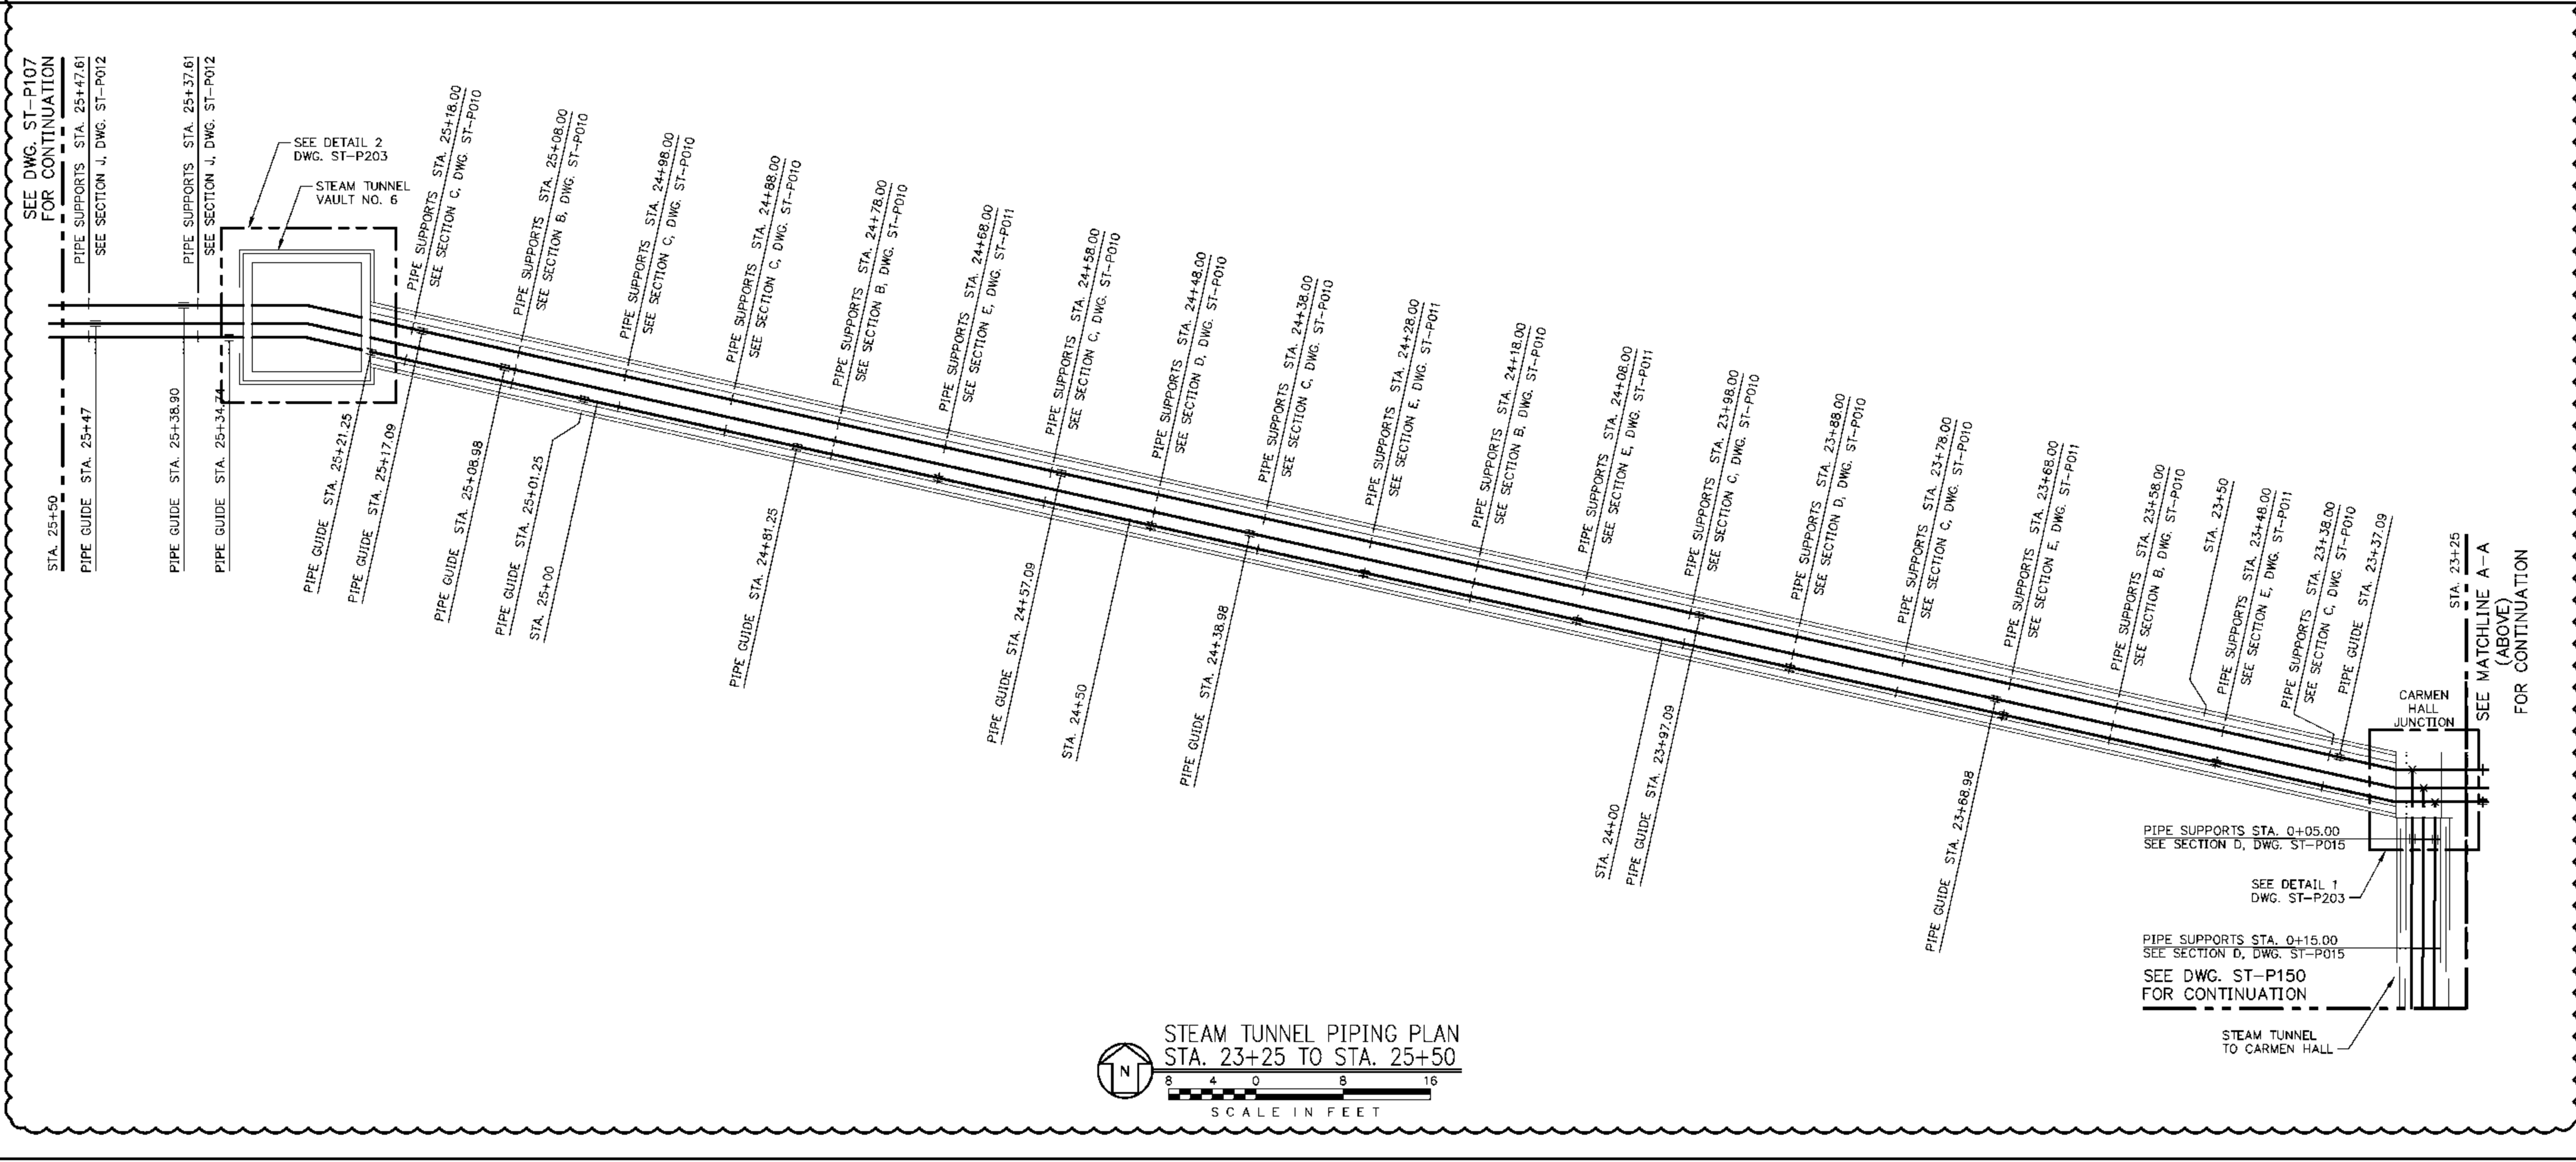 SEE DWG. ST-P107
FOR CONTINUATION
PIPE SUPPORTS STA. 25+47.61
SEE SECTION J, DWG. ST-P012
PIPE SUPPORTS STA. 25+37.61
SEE SECTION J, DWG. ST-P012
SEE DETAIL 2
DWG. ST-P203
STEAM TUNNEL
VAULT NO. 6
PIPE SUPPORTS STA. 25+18.00
SEE SECTION C, DWG. ST-P010
PIPE SUPPORTS STA. 25+08.00
SEE SECTION B, DWG. ST-P010
PIPE SUPPORTS STA. 24+98.00
SEE SECTION C, DWG. ST-P010
PIPE SUPPORTS STA. 24+88.00
SEE SECTION C, DWG. ST-P010
PIPE SUPPORTS STA. 24+78.00
SEE SECTION B, DWG. ST-P010
PIPE SUPPORTS STA. 24+68.00
SEE SECTION E, DWG. ST-P011
PIPE SUPPORTS STA. 24+58.00
SEE SECTION C, DWG. ST-P010
PIPE SUPPORTS STA. 24+48.00
SEE SECTION D, DWG. ST-P010
PIPE SUPPORTS STA. 24+38.00
SEE SECTION C, DWG. ST-P010
PIPE SUPPORTS STA. 24+28.00
SEE SECTION E, DWG. ST-P011
PIPE SUPPORTS STA. 24+18.00
SEE SECTION B, DWG. ST-P010
PIPE SUPPORTS STA. 24+08.00
SEE SECTION E, DWG. ST-P011
PIPE SUPPORTS STA. 23+98.00
SEE SECTION C, DWG. ST-P010
PIPE SUPPORTS STA. 23+88.00
SEE SECTION D, DWG. ST-P010
PIPE SUPPORTS STA. 23+78.00
SEE SECTION C, DWG. ST-P010
PIPE SUPPORTS STA. 23+68.00
SEE SECTION E, DWG. ST-P011
PIPE SUPPORTS STA. 23+58.00
SEE SECTION B, DWG. ST-P010
STA. 23+50
PIPE SUPPORTS STA. 23+48.00
SEE SECTION E, DWG. ST-P011
PIPE SUPPORTS STA. 23+38.00
SEE SECTION C, DWG. ST-P010
PIPE GUIDE STA. 23+37.09
STA. 23+25
SEE MATCHLINE A-A
(ABOVE)
FOR CONTINUATION
CARMEN
HALL
JUNCTION
STA. 25+50
PIPE GUIDE STA. 25+47
PIPE GUIDE STA. 25+38.90
PIPE GUIDE STA. 25+34.74
PIPE GUIDE STA. 25+21.25
PIPE GUIDE STA. 25+17.09
PIPE GUIDE STA. 25+08.98
PIPE GUIDE STA. 25+01.25
STA. 25+00
PIPE GUIDE STA. 24+81.25
PIPE GUIDE STA. 24+57.09
STA. 24+50
PIPE GUIDE STA. 24+38.98
STA. 24+00
PIPE GUIDE STA. 23+97.09
PIPE GUIDE STA. 23+68.98
PIPE SUPPORTS STA. 0+05.00
SEE SECTION D, DWG. ST-P015
SEE DETAIL 1
DWG. ST-P203
PIPE SUPPORTS STA. 0+15.00
SEE SECTION D, DWG. ST-P015
SEE DWG. ST-P150
FOR CONTINUATION
STEAM TUNNEL
TO CARMEN HALL
N
STEAM TUNNEL PIPING PLAN
STA. 23+25 TO STA. 25+50
8 4 0 8 16
SCALE IN FEET